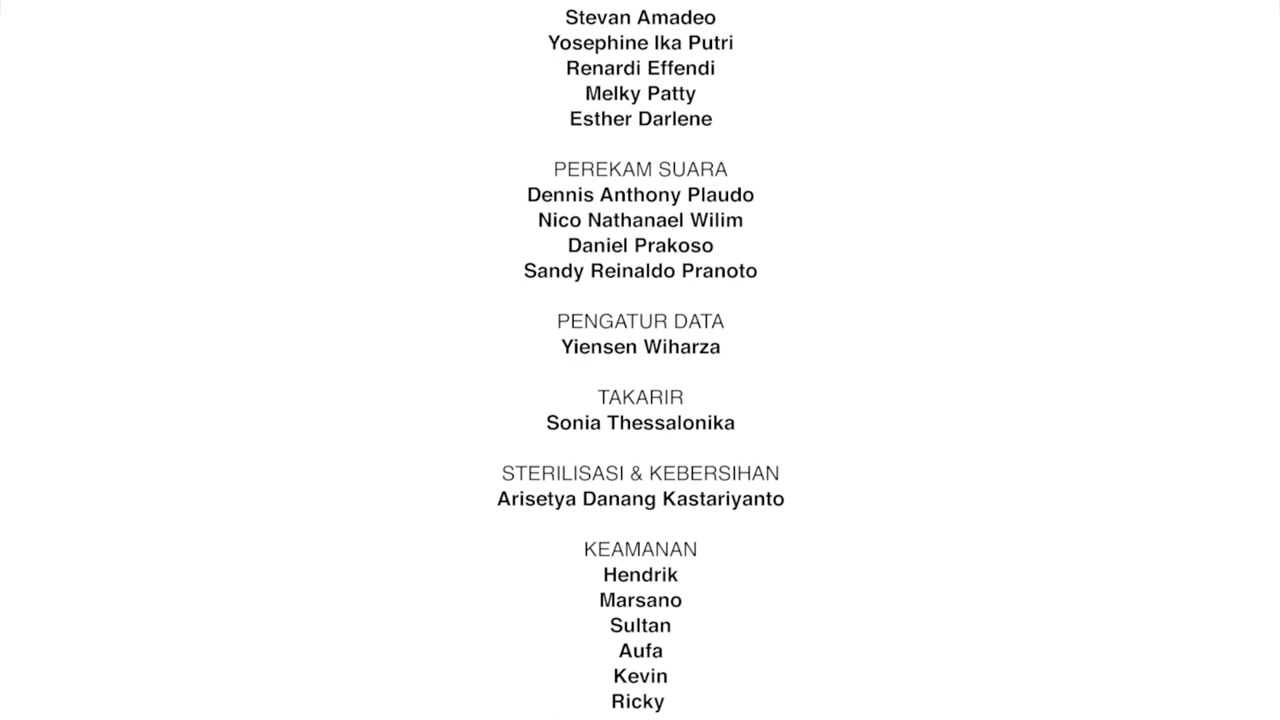 Stevan Amadeo
Yosephine Ika Putri
Renardi Effendi
Melky Patty
Esther Darlene
PEREKAM SUARA
Dennis Anthony Plaudo
Nico Nathanael Wilim
Daniel Prakoso
Sandy Reinaldo Pranoto
PENGATUR DATA
Yiensen Wiharza
TAKARIR
Sonia Thessalonika
STERILISASI & KEBERSIHAN
Arisetya Danang Kastariyanto
KEAMANAN
Hendrik
Marsano
Sultan
Aufa
Kevin
Ricky